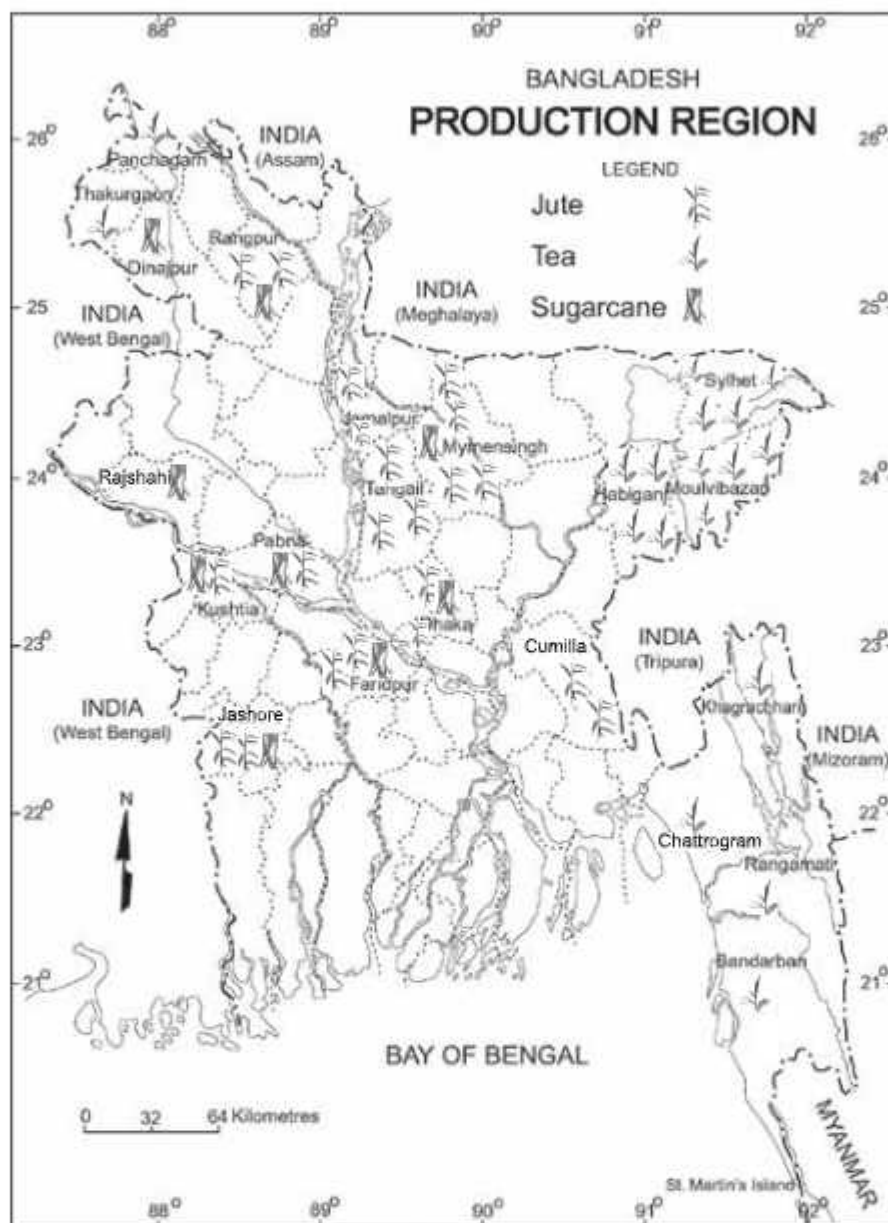 88° 89° 90° 91° 92°
BANGLADESH
PRODUCTION REGION
LEGEND
Jute
Tea
Sugarcane
26° 26°
INDIA
(Assam)
Panchagarh
Thakurgaon
Rangpur
Dinajpur
25° 25°
INDIA
(West Bengal)
INDIA
(Meghalaya)
Sylhet
Jamalpur
Mymensingh
24° 24°
Rajshahi
Tangail
Habiganj
Moulvibazar
Pabna
Kushtia
Dhaka
23° 23°
Cumilla
INDIA
(Tripura)
Faridpur
INDIA
(West Bengal)
Jashore
Khagrachhari
INDIA
(Mizoram)
N
22° 22°
Chattrogram
Rangamati
Bandarban
21° 21°
BAY OF BENGAL
0 32 64 Kilometres
MYANMAR
St. Martin's Island
88° 89° 90° 91° 92°